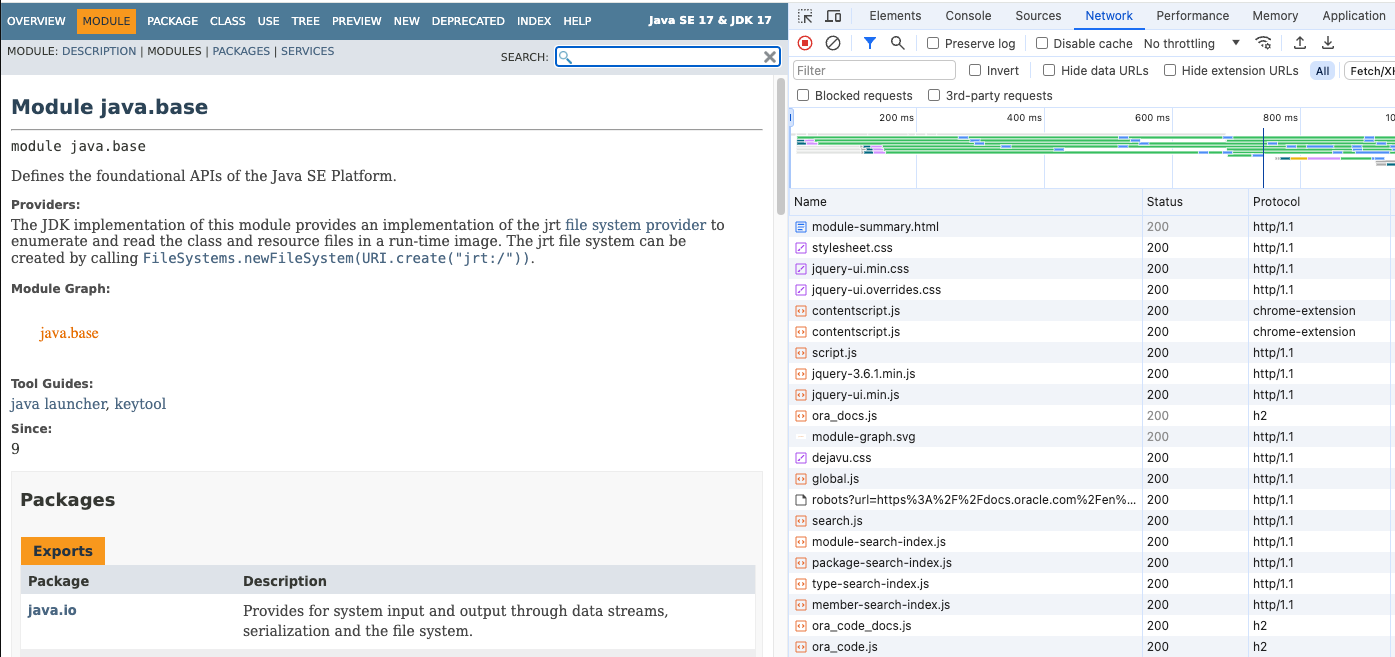 OVERVIEW MODULE PACKAGE CLASS USE TREE PREVIEW NEW DEPRECATED INDEX HELP Java SE 17 & JDK 17
MODULE: DESCRIPTION | MODULES | PACKAGES | SERVICES SEARCH:
Module java.base
module java.base
Defines the foundational APIs of the Java SE Platform.
Providers:
The JDK implementation of this module provides an implementation of the jrt file system provider to
enumerate and read the class and resource files in a run-time image. The jrt file system can be
created by calling FileSystems.newFileSystem(URI.create("jrt:/")).
Module Graph:
java.base
Tool Guides:
java launcher, keytool
Since:
9
Packages
Exports
Package Description
java.io Provides for system input and output through data streams,
serialization and the file system.
Elements Console Sources Network Performance Memory Application
Preserve log Disable cache No throttling
Filter Invert Hide data URLs Hide extension URLs All Fetch/XH
Blocked requests 3rd-party requests
200 ms 400 ms 600 ms 800 ms 10
Name Status Protocol
module-summary.html 200 http/1.1
stylesheet.css 200 http/1.1
jquery-ui.min.css 200 http/1.1
jquery-ui.overrides.css 200 http/1.1
contentscript.js 200 chrome-extension
contentscript.js 200 chrome-extension
script.js 200 http/1.1
jquery-3.6.1.min.js 200 http/1.1
jquery-ui.min.js 200 http/1.1
ora_docs.js 200 h2
module-graph.svg 200 http/1.1
dejavu.css 200 http/1.1
global.js 200 http/1.1
robots?url=https%3A%2F%2Fdocs.oracle.com%2Fen%... 200 http/1.1
search.js 200 http/1.1
module-search-index.js 200 http/1.1
package-search-index.js 200 http/1.1
type-search-index.js 200 http/1.1
member-search-index.js 200 http/1.1
ora_code_docs.js 200 h2
ora_code.js 200 h2